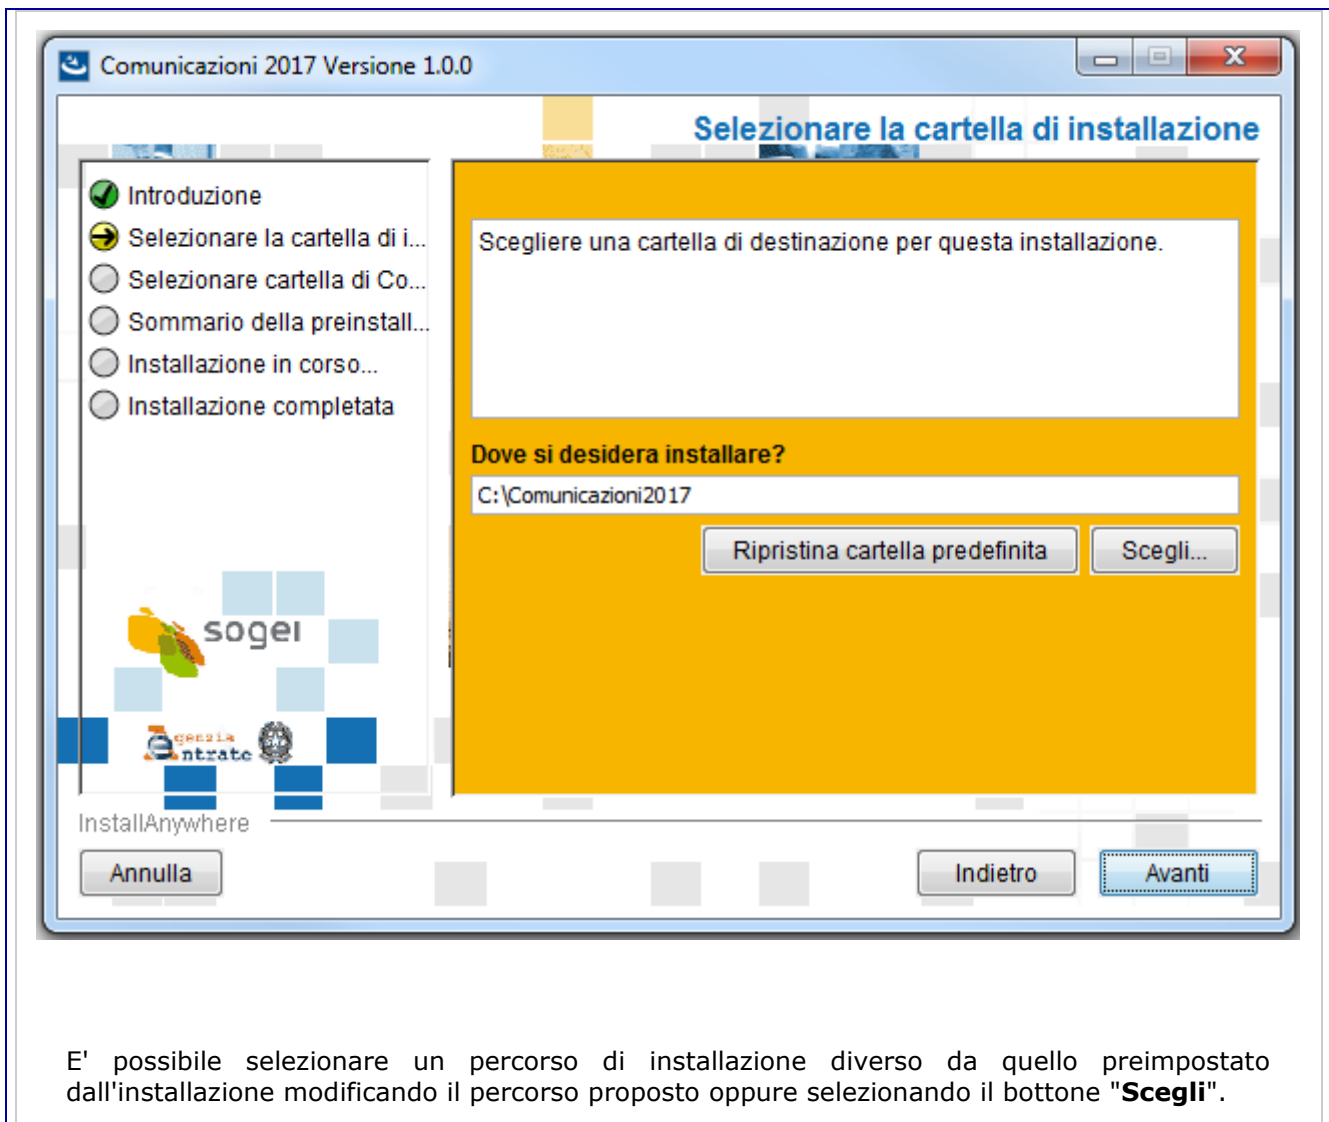 Comunicazioni 2017 Versione 1.0.0
Selezionare la cartella di installazione
Introduzione
Selezionare la cartella di i...
Selezionare cartella di Co...
Sommario della preinstall...
Installazione in corso...
Installazione completata
sogei
Agenzia
Entrate
Scegliere una cartella di destinazione per questa installazione.
Dove si desidera installare?
C:\Comunicazioni2017
Ripristina cartella predefinita
Scegli...
InstallAnywhere
Annulla
Indietro
Avanti
E' possibile selezionare un percorso di installazione diverso da quello preimpostato
dall'installazione modificando il percorso proposto oppure selezionando il bottone "Scegli".